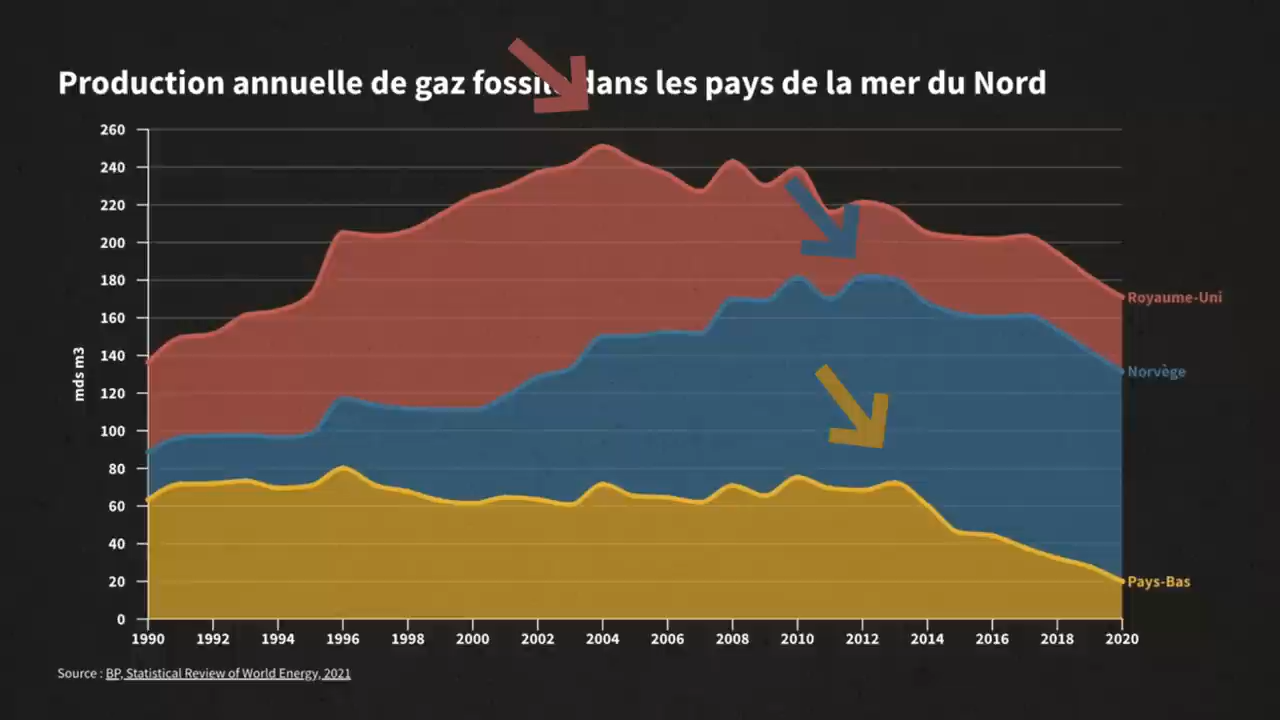 Production annuelle de gaz dans les pays de la mer du Nord
260
240
220
200
180
160
140
120
100
80
60
40
20
0
mds m3
Royaume-Uni
Norvège
Pays-Bas
1990 1992 1994 1996 1998 2000 2002 2004 2006 2008 2010 2012 2014 2016 2018 2020
Source : BP, Statistical Review of World Energy, 2021